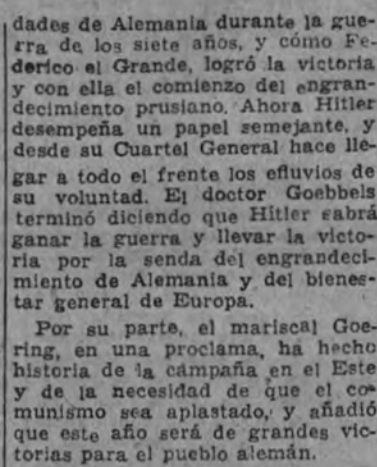 dades de Alemania durante la gue-
rra de los siete años, y cómo Fe-
derico el Grande, logró la victoria
y con ella el comienzo del engran-
decimiento prusiano. Ahora Hitler
desempeña un papel semejante, y
desde su Cuartel General hace lle-
gar a todo el frente los efluvios de
su voluntad. El doctor Goebbels
terminó diciendo que Hitler sabrá
ganar la guerra y llevar la victo-
ria por la senda del engrandeci-
miento de Alemania y del bienes-
tar general de Europa.
Por su parte, el mariscal Goe-
ring, en una proclama, ha hecho
historia de la campaña en el Este
y de la necesidad de que el co-
munismo sea aplastado, y añadió
que este año será de grandes vic-
torias para el pueblo alemán.